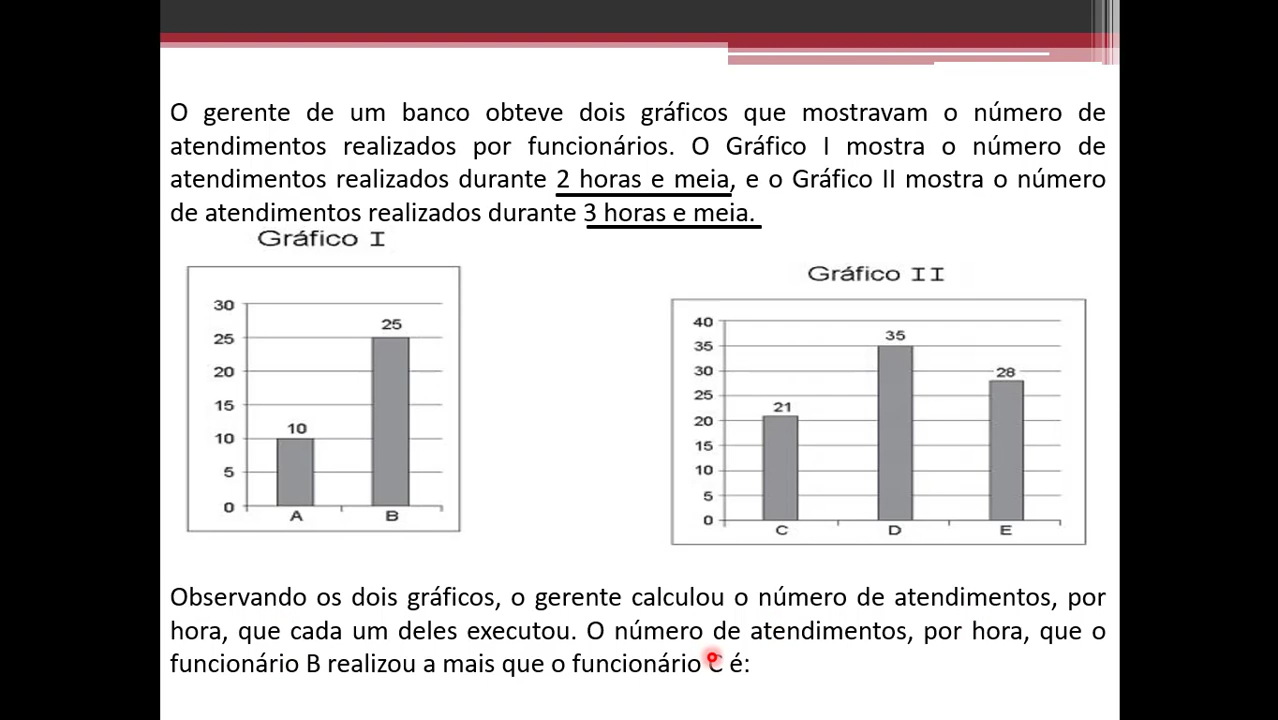 O gerente de um banco obteve dois gráficos que mostravam o número de
atendimentos realizados por funcionários. O Gráfico I mostra o número de
atendimentos realizados durante 2 horas e meia, e o Gráfico II mostra o número
de atendimentos realizados durante 3 horas e meia.
Gráfico I
30
25
20
15
10
5
0
10
25
A B
Gráfico II
40
35
30
25
20
15
10
5
0
21
35
28
C D E
Observando os dois gráficos, o gerente calculou o número de atendimentos, por
hora, que cada um deles executou. O número de atendimentos, por hora, que o
funcionário B realizou a mais que o funcionário C é: